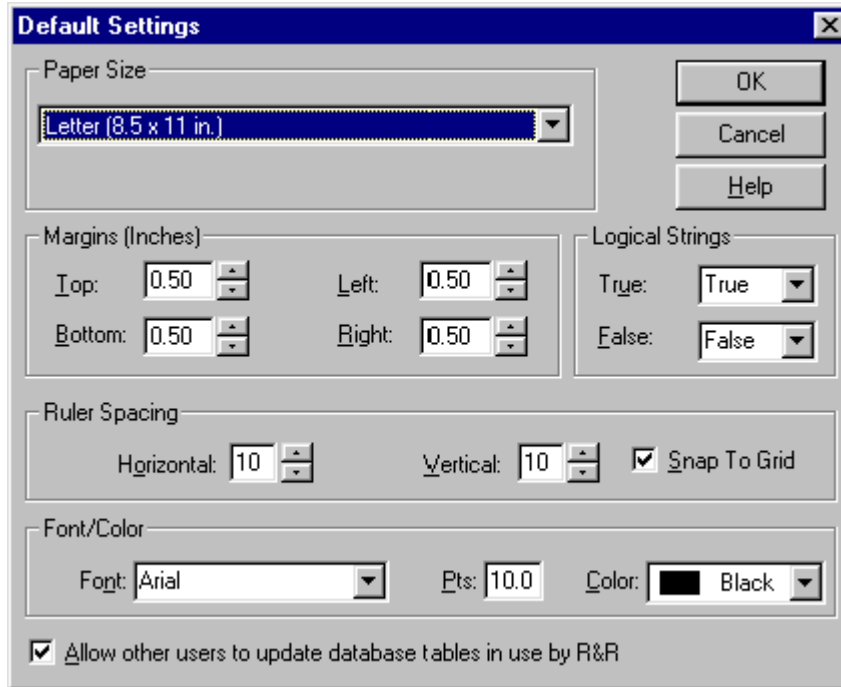 Default Settings
Paper Size
Letter (8.5 x 11 in.)
OK
Cancel
Help
Margins (Inches)
Top: 0.50 Left: 0.50
Bottom: 0.50 Right: 0.50
Logical Strings
True: True
False: False
Ruler Spacing
Horizontal: 10 Vertical: 10 Snap To Grid
Font/Color
Font: Arial Pts: 10.0 Color: Black
Allow other users to update database tables in use by R&R